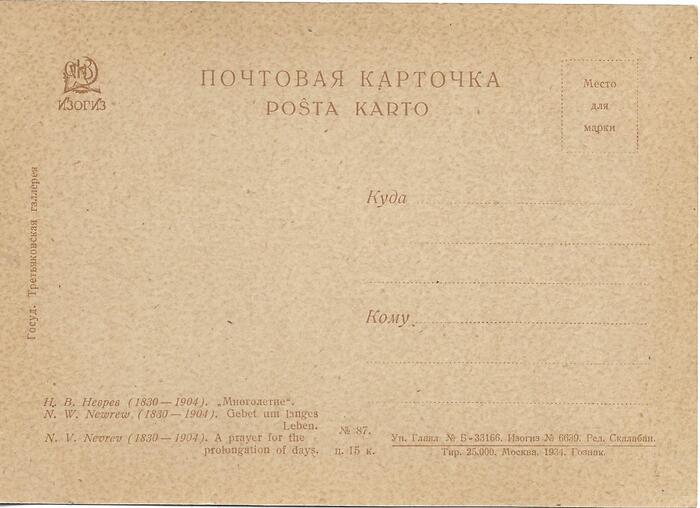 ИЗОГИЗ
ПОЧТОВАЯ КАРТОЧКА
POŜTA KARTO
Место
для
марки
Госуд. Третьяковская галлерея
Куда
Кому
Н. В. Неврев (1830—1904). „Многолетие“.
N. W. Newrew (1830—1904). Gebet um langes
Leben.
N. V. Nevrev (1830—1904). A prayer for the
prolongation of days.
№ 87.
ц. 15 к.
Уп. Главл № Б-33166. Изогиз № 6639. Ред. Скалабан.
Тир. 25.000. Москва. 1934. Гознак.